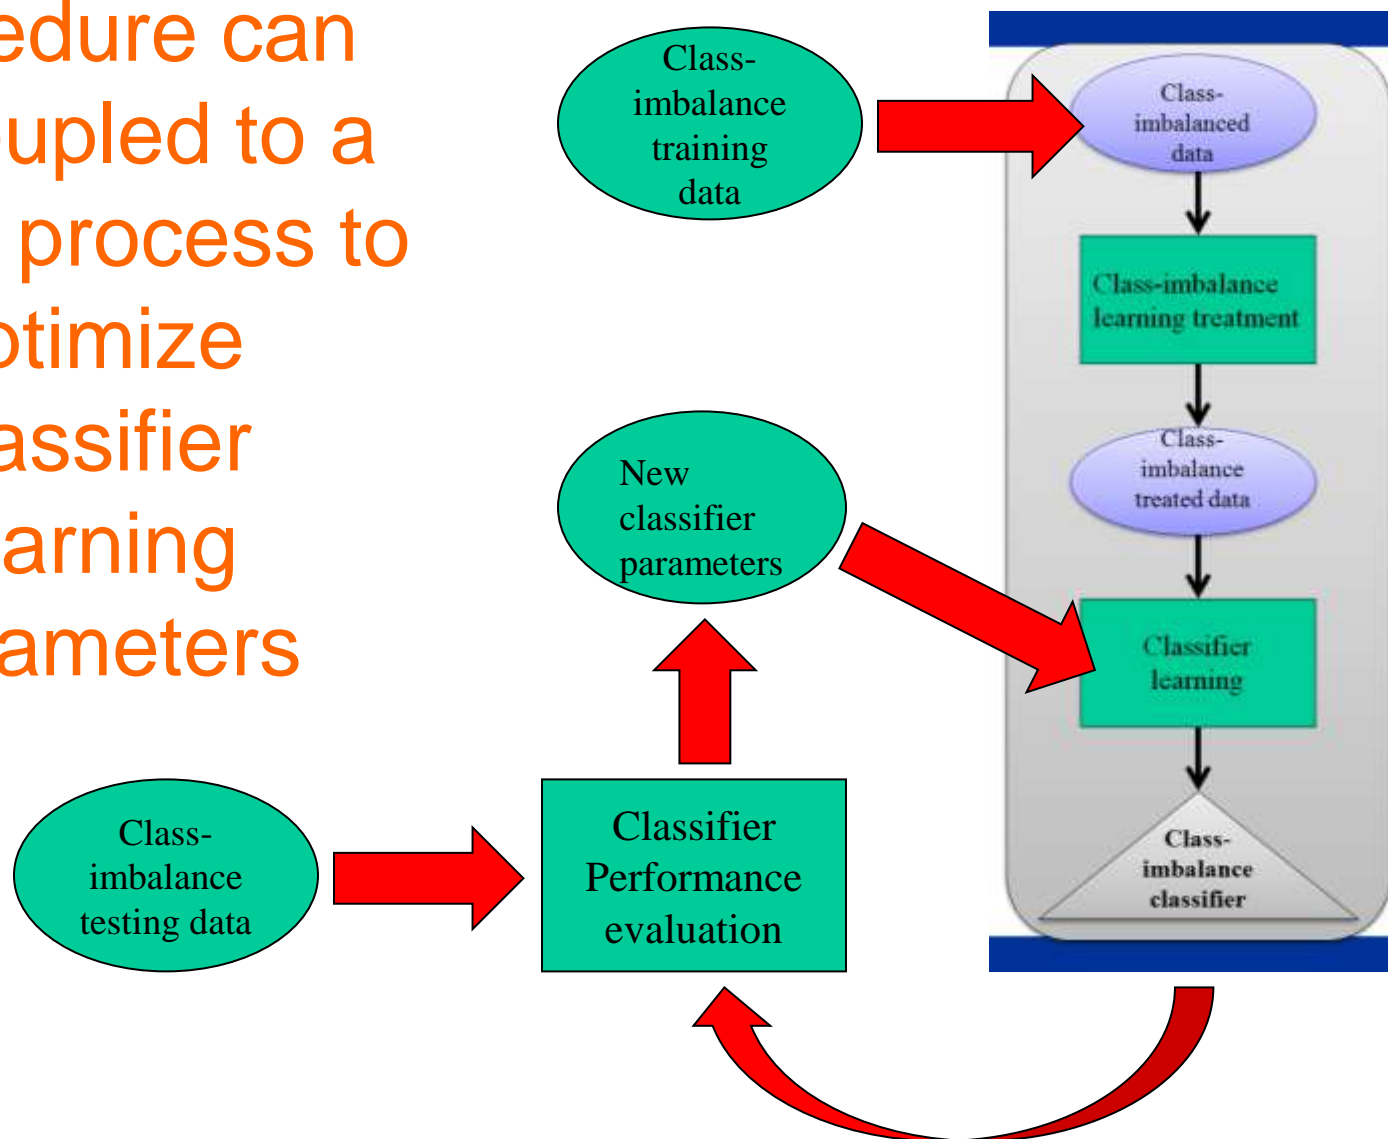 edure can
upled to a
process to
otimize
assifier
arning
ameters
Class-
imbalance
training
data
Class-
imbalanced
data
Class-imbalance
learning treatment
Class-
imbalance
treated data
New
classifier
parameters
Classifier
learning
Class-
imbalance
testing data
Classifier
Performance
evaluation
Class-
imbalance
classifier